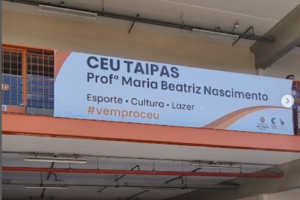 CEU TAIPAS
Profª Maria Beatriz Nascimento
Esporte • Cultura • Lazer
#vemproceu